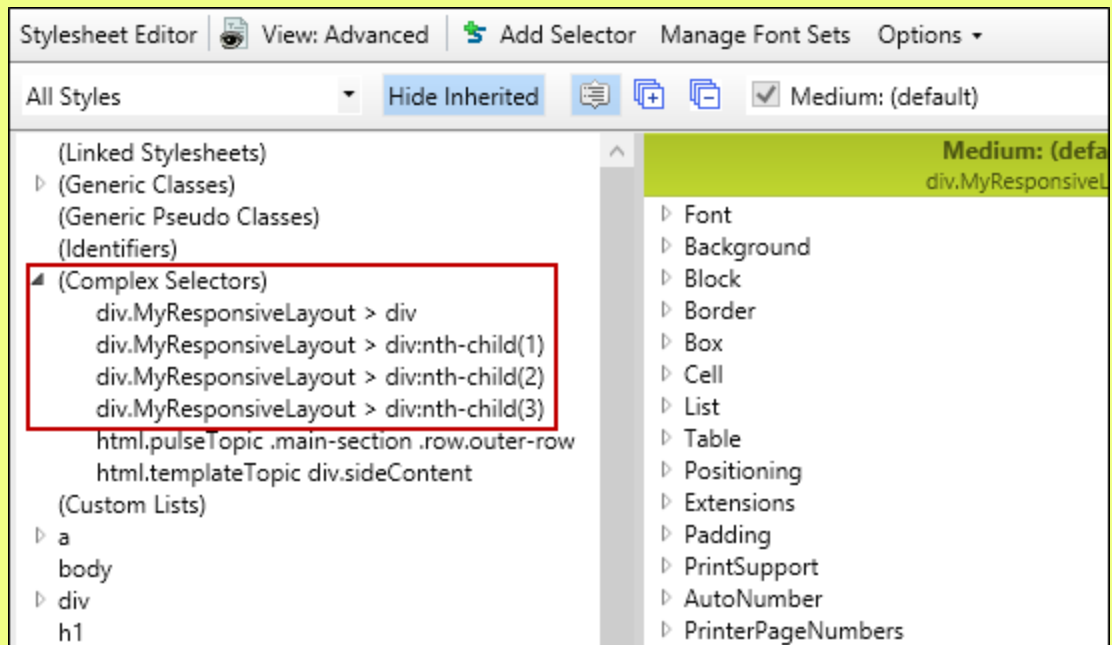 Stylesheet Editor View: Advanced Add Selector Manage Font Sets Options
All Styles Hide Inherited Medium: (default)
(Linked Stylesheets)
(Generic Classes)
(Generic Pseudo Classes)
(Identifiers)
(Complex Selectors)
div.MyResponsiveLayout > div
div.MyResponsiveLayout > div:nth-child(1)
div.MyResponsiveLayout > div:nth-child(2)
div.MyResponsiveLayout > div:nth-child(3)
html.pulseTopic .main-section .row.outer-row
html.templateTopic div.sideContent
(Custom Lists)
a
body
div
h1
Medium: (defa
div.MyResponsiveL
Font
Background
Block
Border
Box
Cell
List
Table
Positioning
Extensions
Padding
PrintSupport
AutoNumber
PrinterPageNumbers